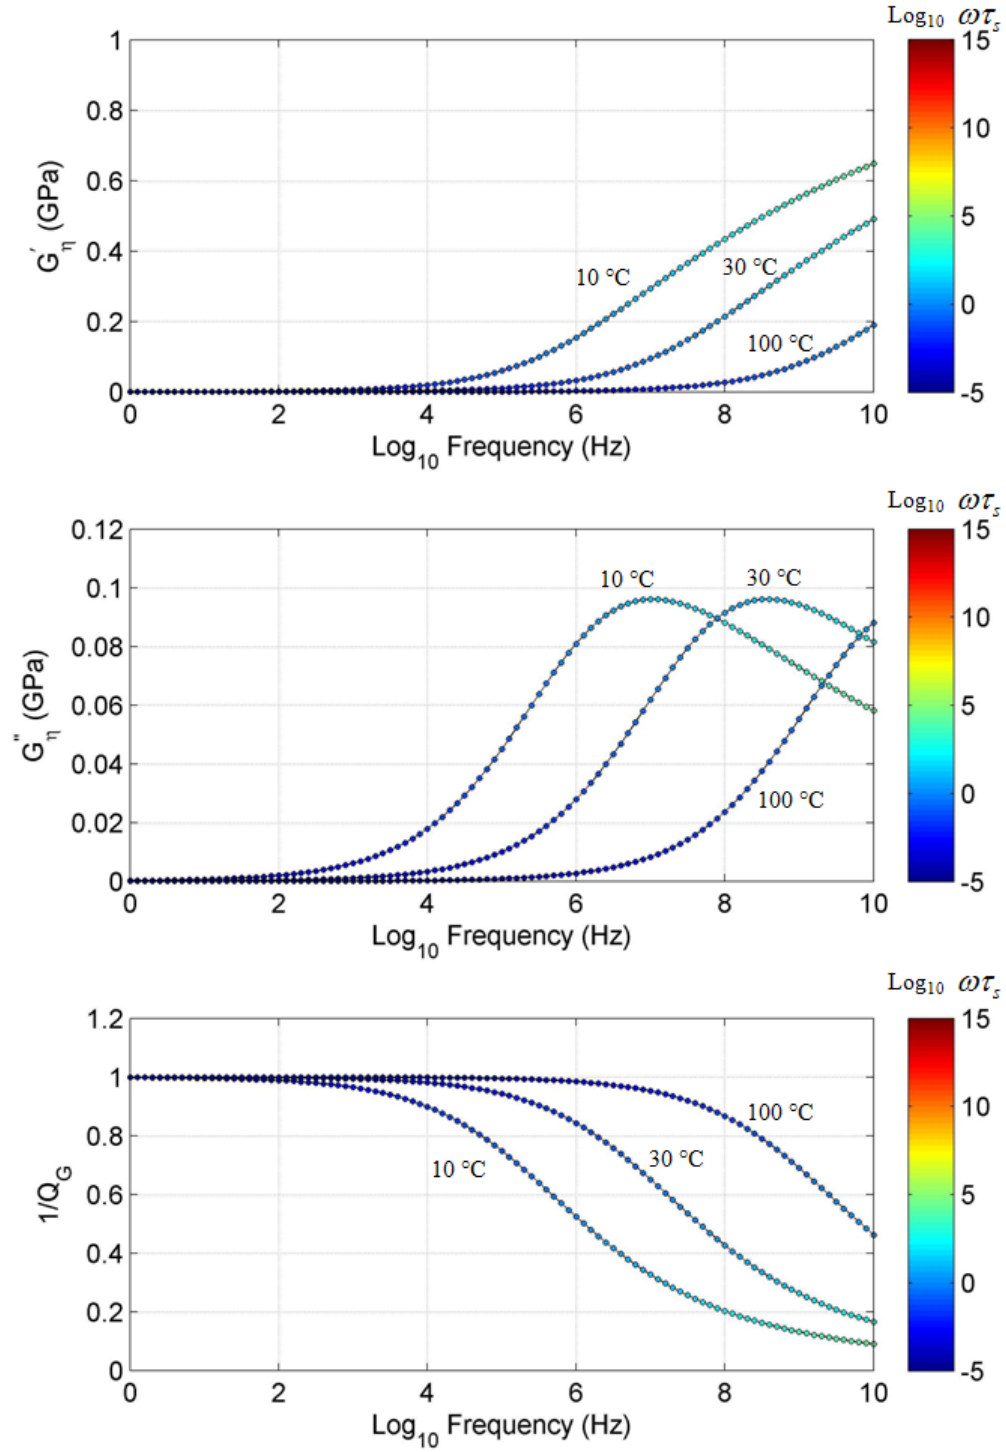 Log10 ωτs
1
0.8
0.6
0.4
0.2
0
G'η (GPa)
10 °C
30 °C
100 °C
0 2 4 6 8 10
Log10 Frequency (Hz)
15
10
5
0
-5
Log10 ωτs
0.12
0.1
0.08
0.06
0.04
0.02
0
G"η (GPa)
10 °C
30 °C
100 °C
0 2 4 6 8 10
Log10 Frequency (Hz)
15
10
5
0
-5
Log10 ωτs
1.2
1
0.8
0.6
0.4
0.2
0
1/QG
100 °C
30 °C
10 °C
0 2 4 6 8 10
Log10 Frequency (Hz)
15
10
5
0
-5